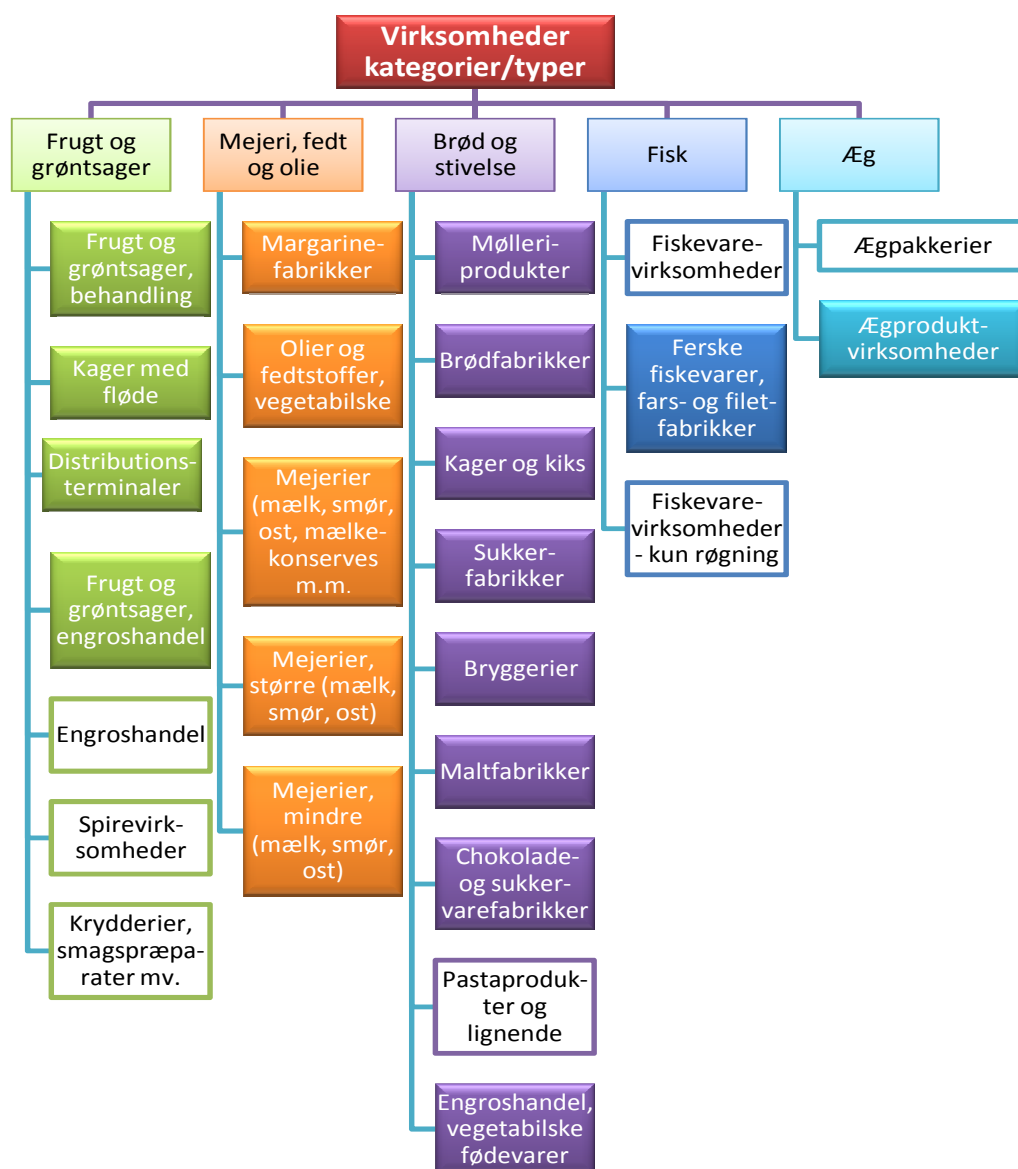 Virksomheder
kategorier/typer
Frugt og
grøntsager
Mejeri, fedt
og olie
Brød og
stivelse
Fisk
Æg
Frugt og
grøntsager,
behandling
Kager med
fløde
Distributions-
terminaler
Frugt og
grøntsager,
engroshandel
Engroshandel
Spirevirk-
somheder
Krydderier,
smagspræpa-
rater mv.
Margarine-
fabrikker
Olier og
fedtstoffer,
vegetabilske
Mejerier
(mælk, smør,
ost, mælke-
konserves
m.m.
Mejerier,
større (mælk,
smør, ost)
Mejerier,
mindre
(mælk, smør,
ost)
Mølleri-
produkter
Brødfabrikker
Kager og kiks
Sukker-
fabrikker
Bryggerier
Maltfabrikker
Chokolade-
og sukker-
varefabrikker
Pastaproduk-
ter og
lignende
Engroshandel,
vegetabilske
fødevarer
Fiskevare-
virksomheder
Ferske
fiskevarer,
fars- og filet-
fabrikker
Fiskevare-
virksomheder
- kun røgning
Ægpakkerier
Ægprodukt-
virksomheder